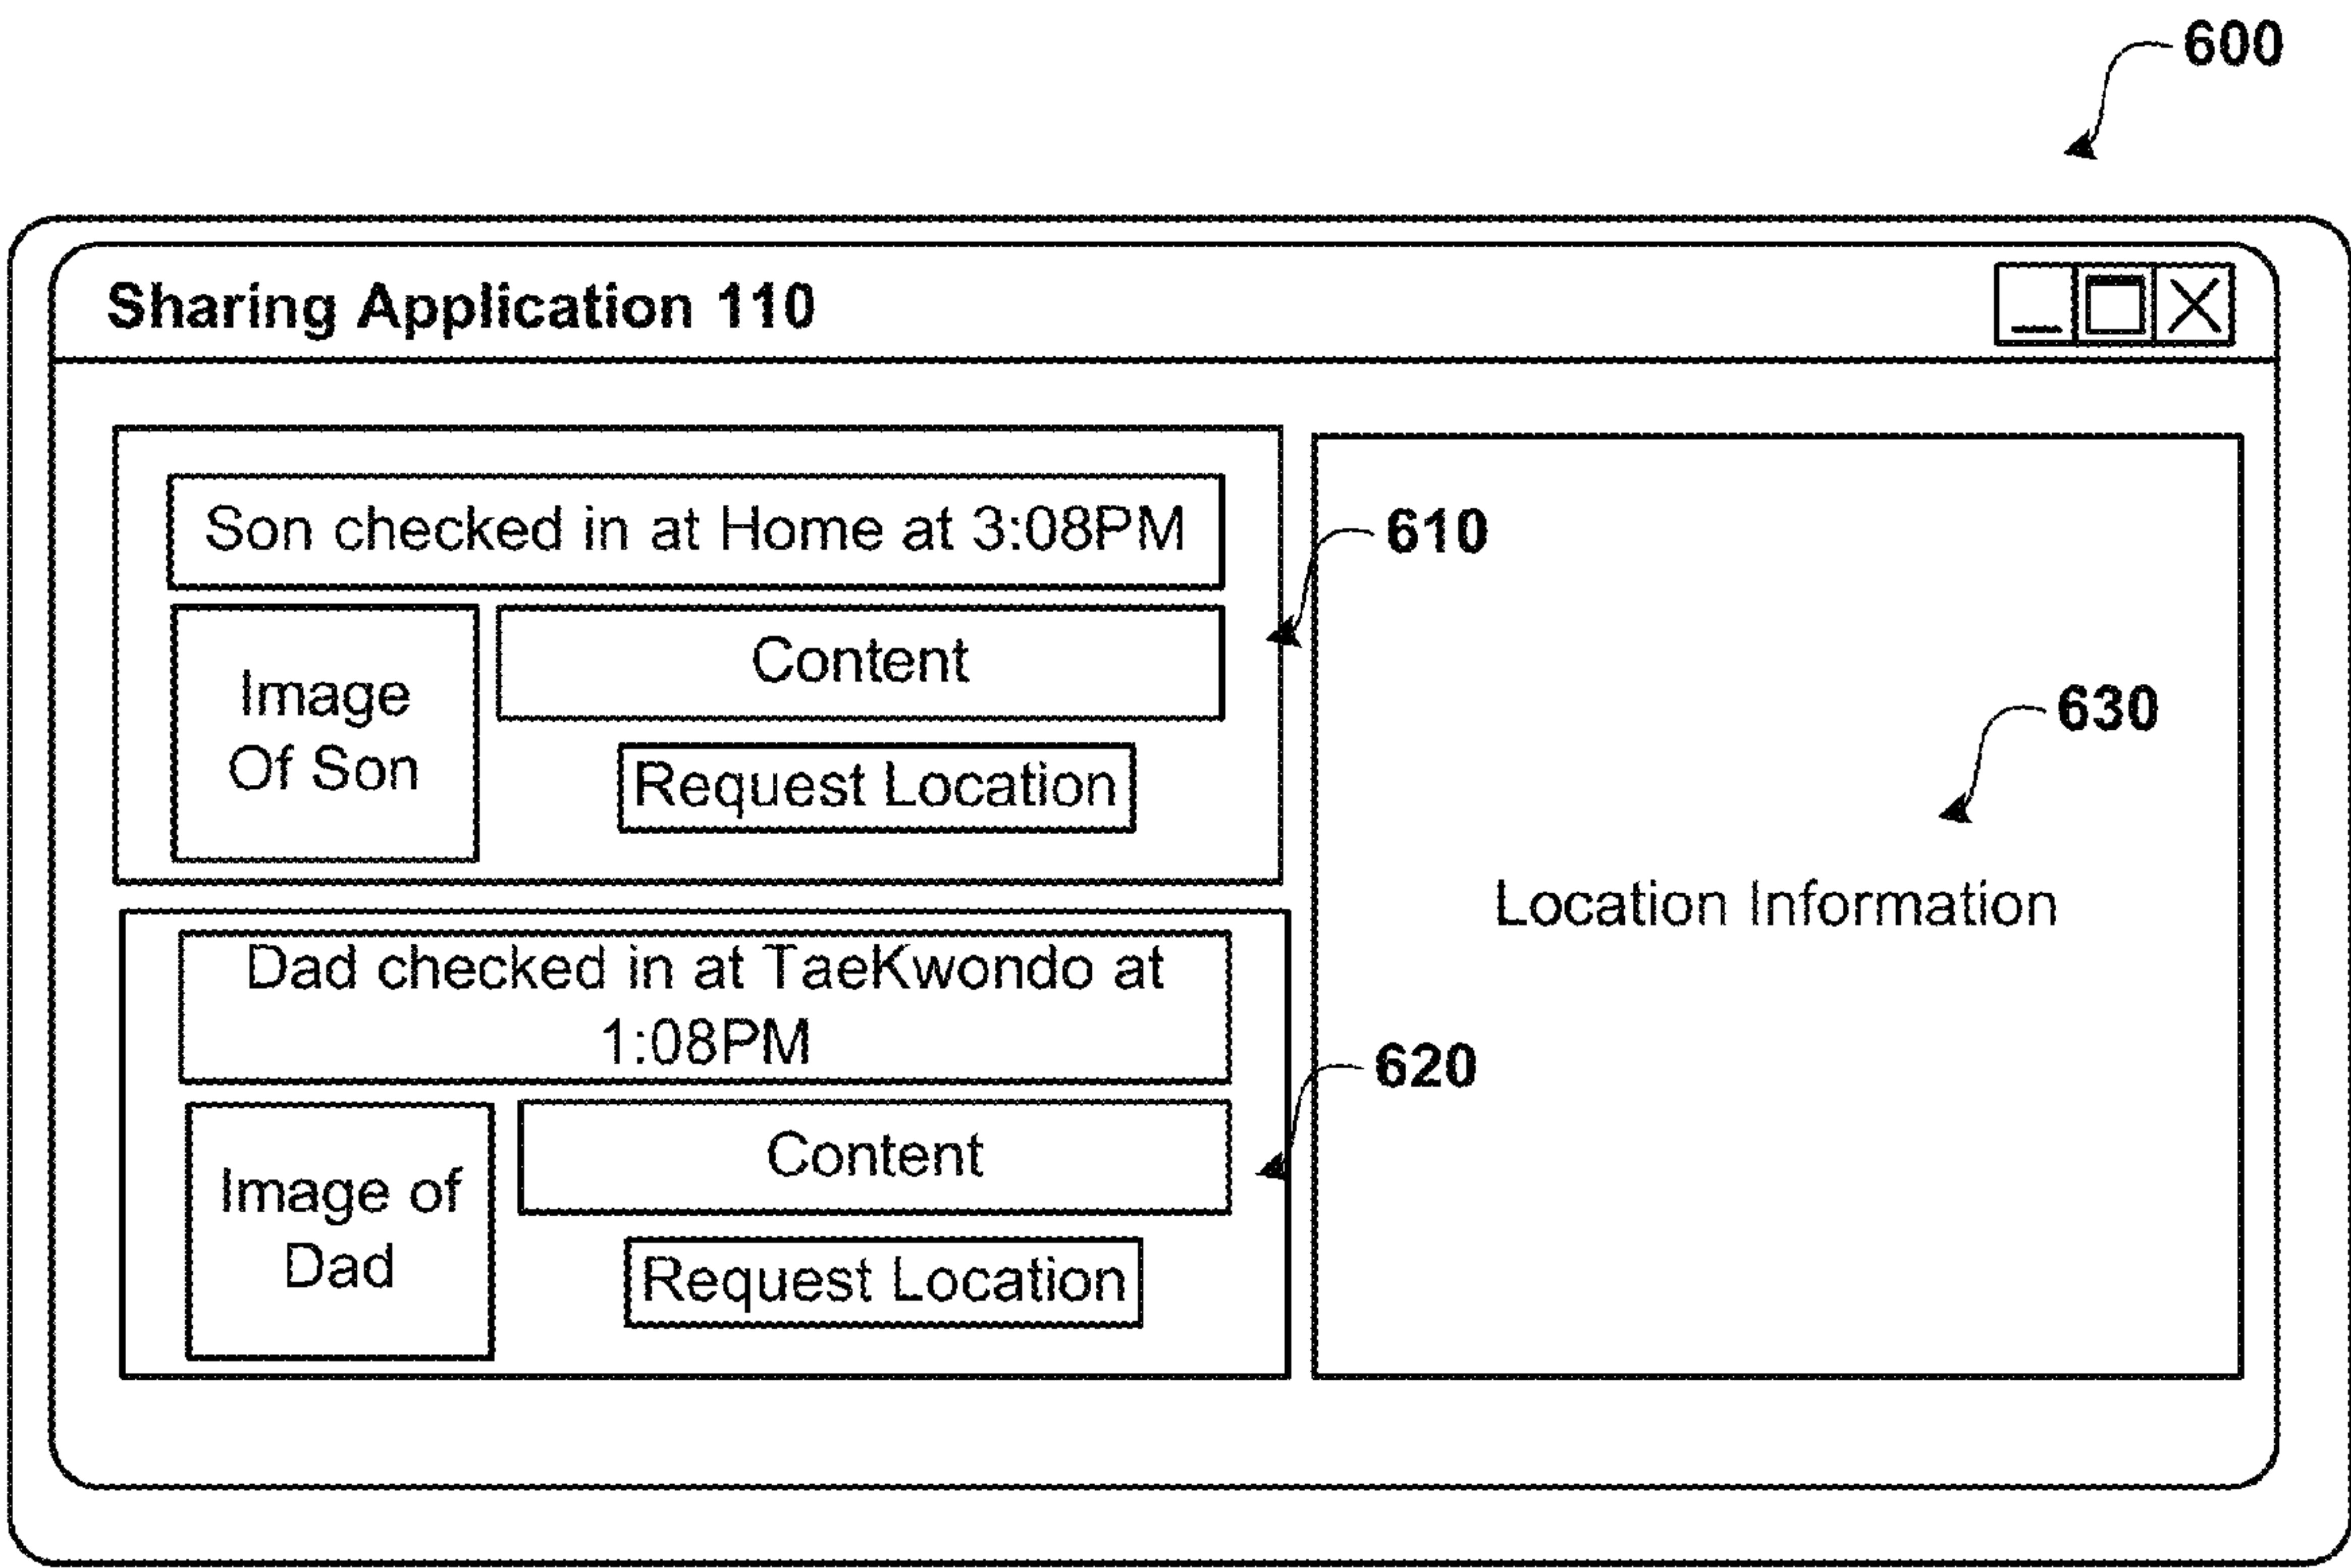 600
Sharing Application 110
Son checked in at Home at 3:08PM
610
Image
Of Son
Content
Request Location
630
Location Information
Dad checked in at TaeKwondo at
1:08PM
620
Image of
Dad
Content
Request Location